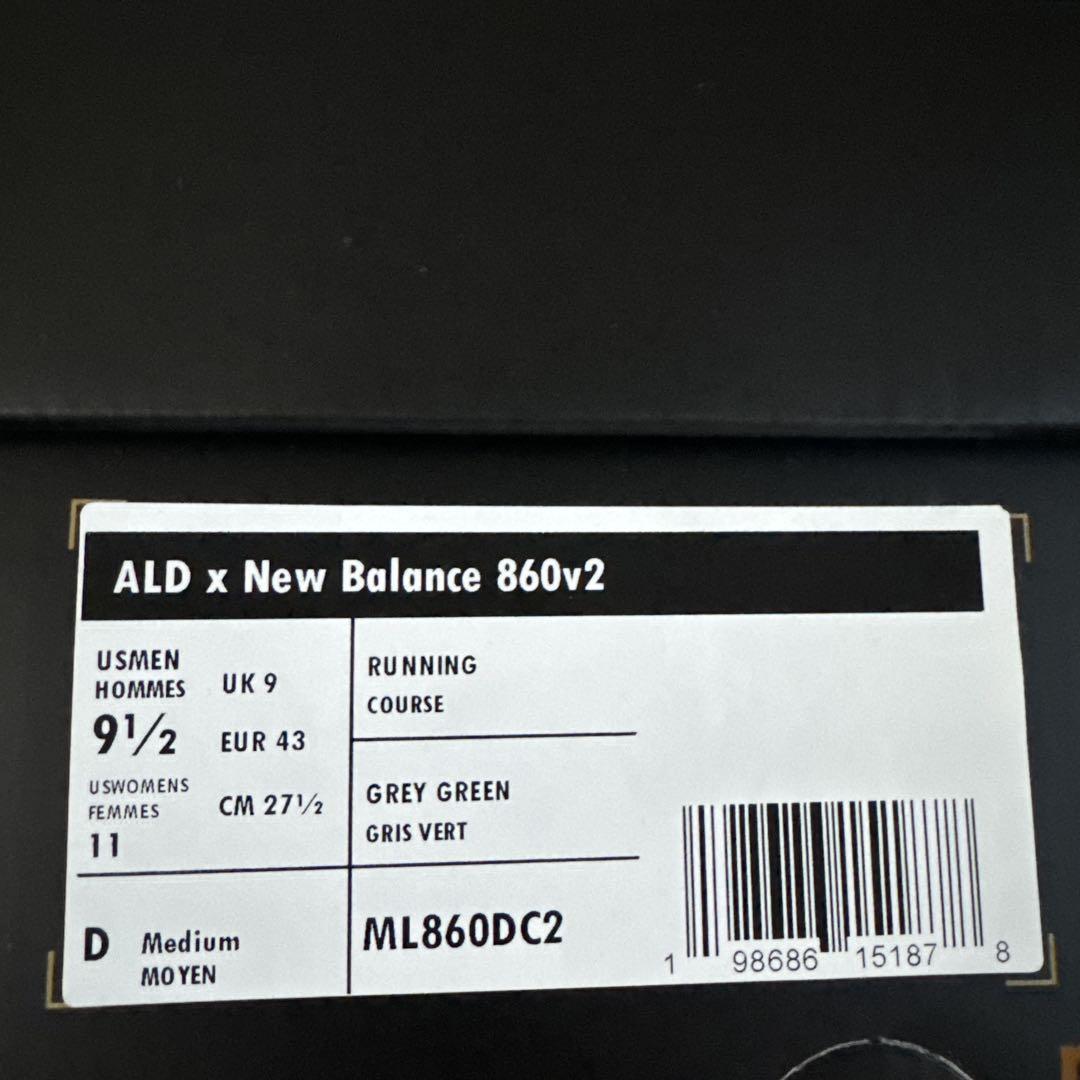 ALD x New Balance 860v2
USMEN
HOMMES
9½
USWOMENS
FEMMES
11
UK 9
EUR 43
CM 27½
RUNNING
COURSE
GREY GREEN
GRIS VERT
D Medium
MOYEN
ML860DC2
1 98686 15187 8